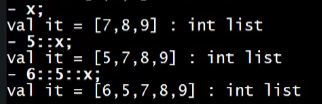 - x;
val it = [7,8,9] : int list
- 5::x;
val it = [5,7,8,9] : int list
- 6::5::x;
val it = [6,5,7,8,9] : int list